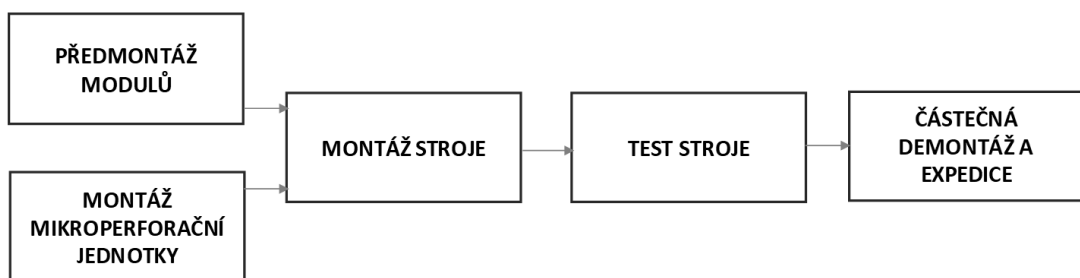 PŘEDMONTÁŽ
MODULŮ
MONTÁŽ
MIKROPERFORAČNÍ
JEDNOTKY
MONTÁŽ STROJE
TEST STROJE
ČÁSTEČNÁ
DEMONTÁŽ A
EXPEDICE